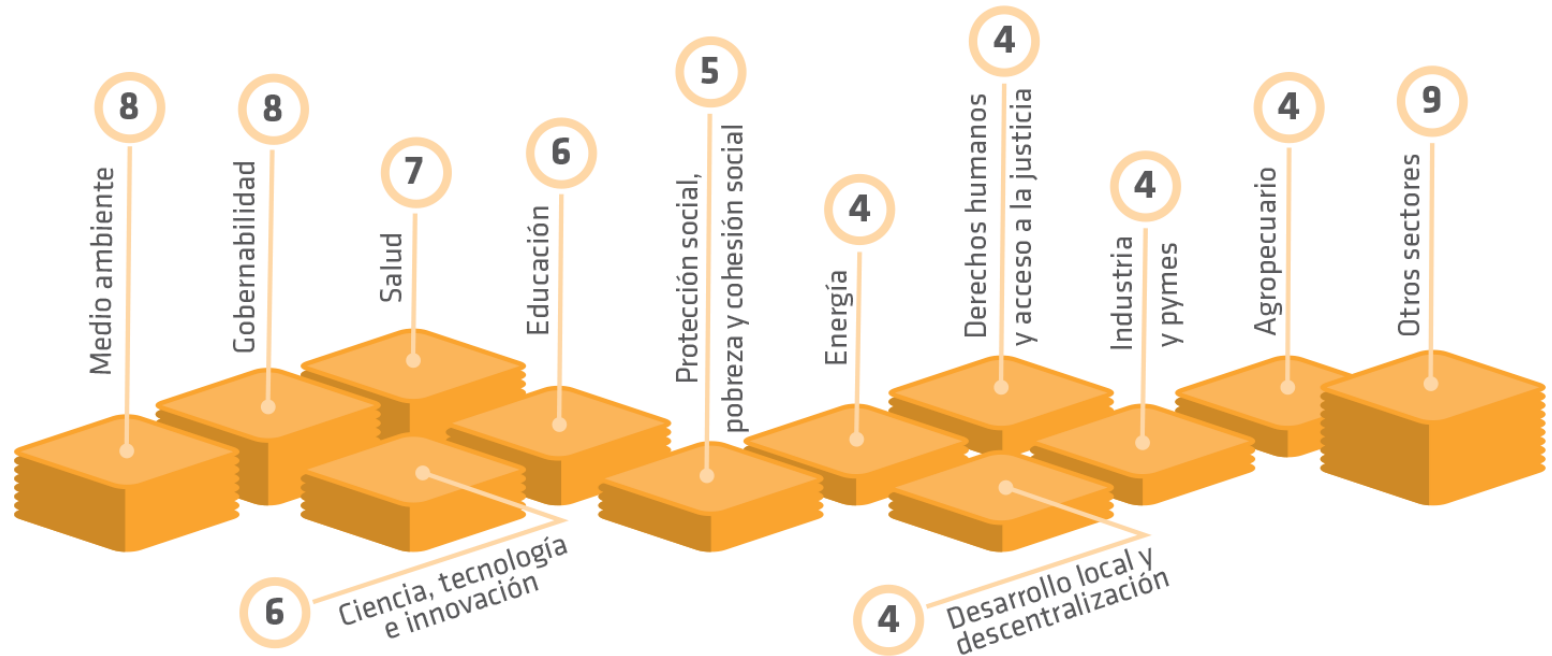 8
Medio ambiente
8
Gobernabilidad
7
Salud
6
Educación
5
Protección social,
pobreza y cohesión social
4
Energía
4
Derechos humanos
y acceso a la justicia
4
Industria
y pymes
4
Agropecuario
9
Otros sectores
6
Ciencia, tecnología
e innovación
4
Desarrollo local y
descentralización